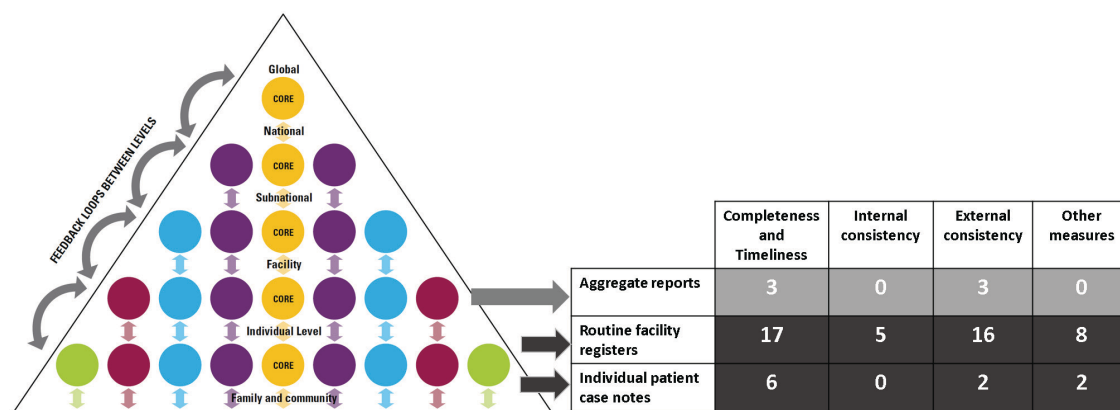 Global
CORE
National
CORE
Subnational
CORE
Facility
CORE
Individual Level
CORE
Family and community
FEEDBACK LOOPS BETWEEN LEVELS
Completeness and Timeliness
Internal consistency
External consistency
Other measures
Aggregate reports
3 0 3 0
Routine facility registers
17 5 16 8
Individual patient case notes
6 0 2 2